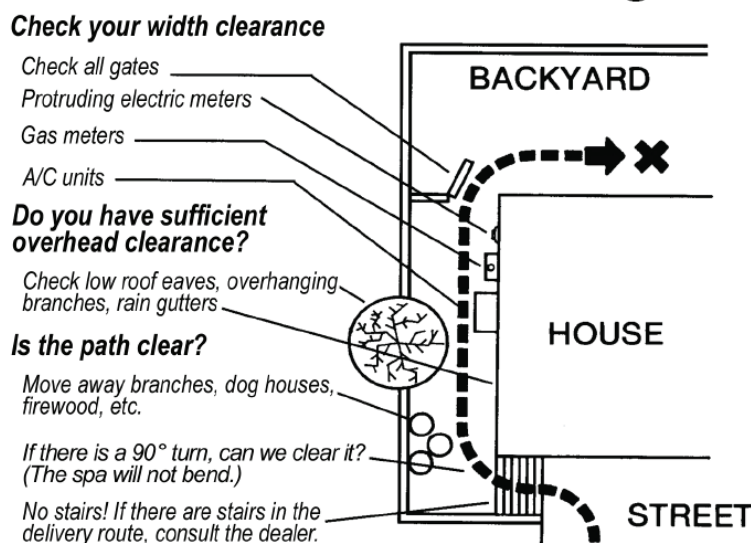 Check your width clearance
Check all gates
Protruding electric meters
Gas meters
A/C units
Do you have sufficient
overhead clearance?
Check low roof eaves, overhanging
branches, rain gutters
Is the path clear?
Move away branches, dog houses,
firewood, etc.
If there is a 90° turn, can we clear it?
(The spa will not bend.)
No stairs! If there are stairs in the
delivery route, consult the dealer.
BACKYARD
HOUSE
STREET